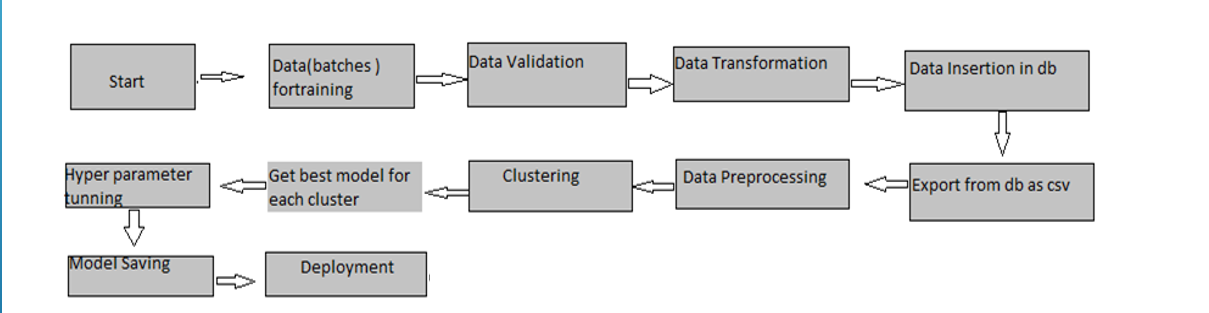 Start
Data(batches )
fortraining
Data Validation
Data Transformation
Data Insertion in db
Export from db as csv
Data Preprocessing
Clustering
Get best model for
each cluster
Hyper parameter
tunning
Model Saving
Deployment